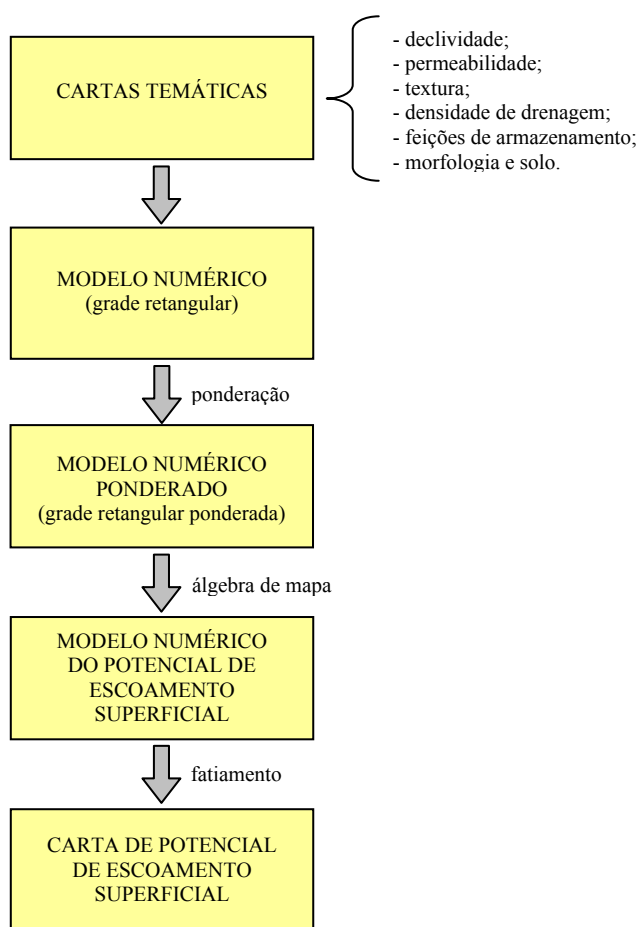 CARTAS TEMÁTICAS
- declividade;
- permeabilidade;
- textura;
- densidade de drenagem;
- feições de armazenamento;
- morfologia e solo.
MODELO NUMÉRICO
(grade retangular)
ponderação
MODELO NUMÉRICO
PONDERADO
(grade retangular ponderada)
álgebra de mapa
MODELO NUMÉRICO
DO POTENCIAL DE
ESCOAMENTO
SUPERFICIAL
fatiamento
CARTA DE POTENCIAL
DE ESCOAMENTO
SUPERFICIAL